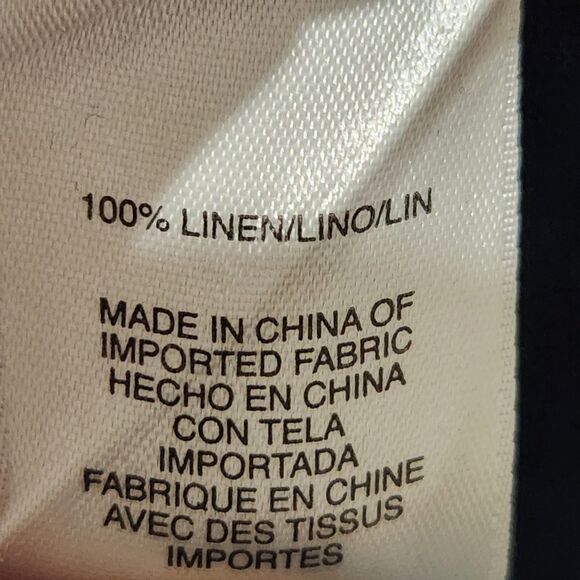 100% LINEN/LINO/LIN
MADE IN CHINA OF
IMPORTED FABRIC
HECHO EN CHINA
CON TELA
IMPORTADA
FABRIQUE EN CHINE
AVEC DES TISSUS
IMPORTES